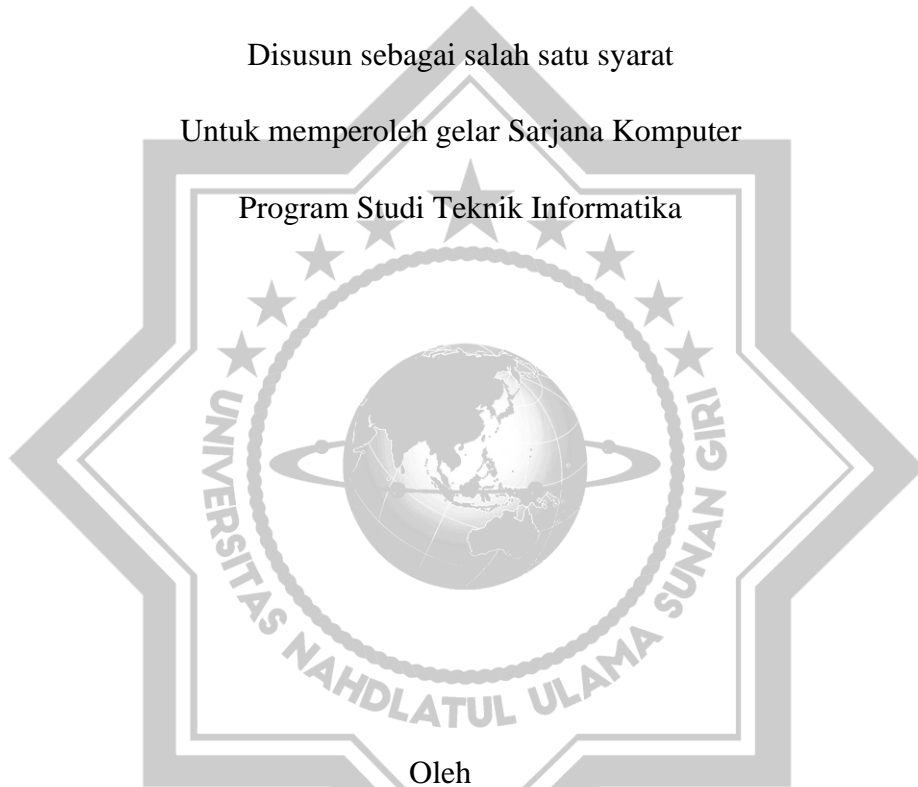 Disusun sebagai salah satu syarat
Untuk memperoleh gelar Sarjana Komputer
Program Studi Teknik Informatika
UNIVERSITAS NAHDLATUL ULAMA SUNAN GIRI
Oleh